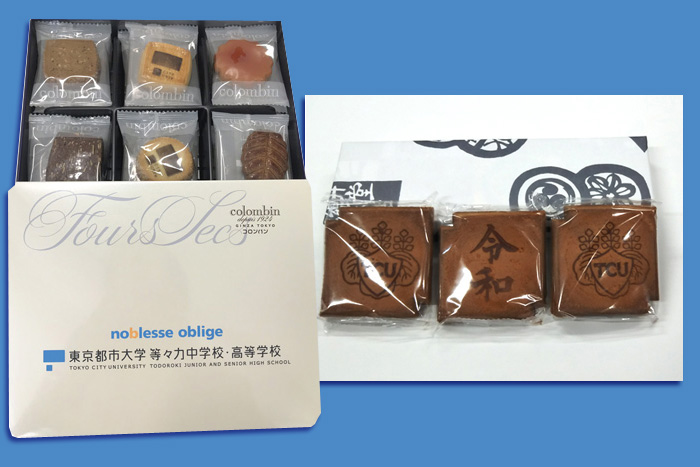 colombin
colombin
colombin
Fours Secs
colombin
depuis 1924
GINZA TOKYO
コロンバン
noblesse oblige
東京都市大学 等々力中学校・高等学校
TOKYO CITY UNIVERSITY TODOROKI JUNIOR AND SENIOR HIGH SCHOOL
TCU
令和
TCU